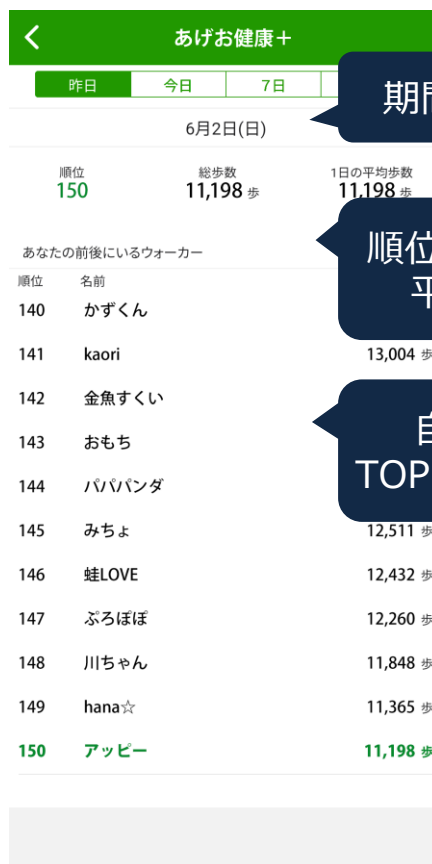 あげお健康＋
昨日 今日 7日
期
6月2日(日)
順位 総歩数 1日の平均歩数
150 11,198 歩 11,198 歩
順位
平
あなたの前後にいるウォーカー
順位 名前
140 かずくん
141 kaori 13,004 歩
142 金魚すくい
143 おもち
自
TOP
144 パパパンダ
145 みちょ 12,511 歩
146 蛙LOVE 12,432 歩
147 ぷろぽぽ 12,260 歩
148 川ちゃん 11,848 歩
149 hana☆ 11,365 歩
150 アッピー 11,198 歩